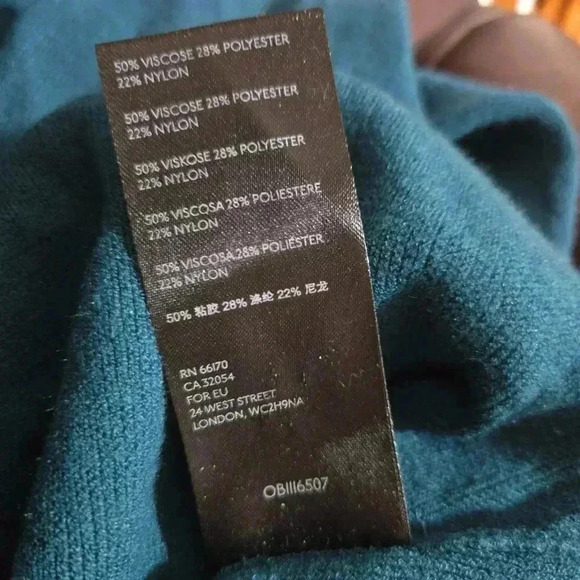 50% VISCOSE 28% POLYESTER
22% NYLON
50% VISCOSE 28% POLYESTER
22% NYLON
50% VISKOSE 28% POLYESTER
22% NYLON
50% VISCOSA 28% POLIESTERE
22% NYLON
50% VISCOSA 28% POLIÉSTER
22% NYLON
50% 粘胶 28% 涤纶 22% 尼龙
RN 66170
CA 32054
FOR EU
24 WEST STREET
LONDON, WC2H9NA
OBIII6507